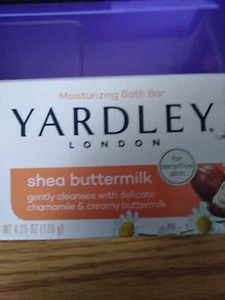 Moisturizing Bath Bar
YARDLEY®
LONDON
for
sensitive
skin
shea buttermilk
gently cleanses with delicate
chamomile & creamy buttermilk
WT 4.25 OZ (120 g)